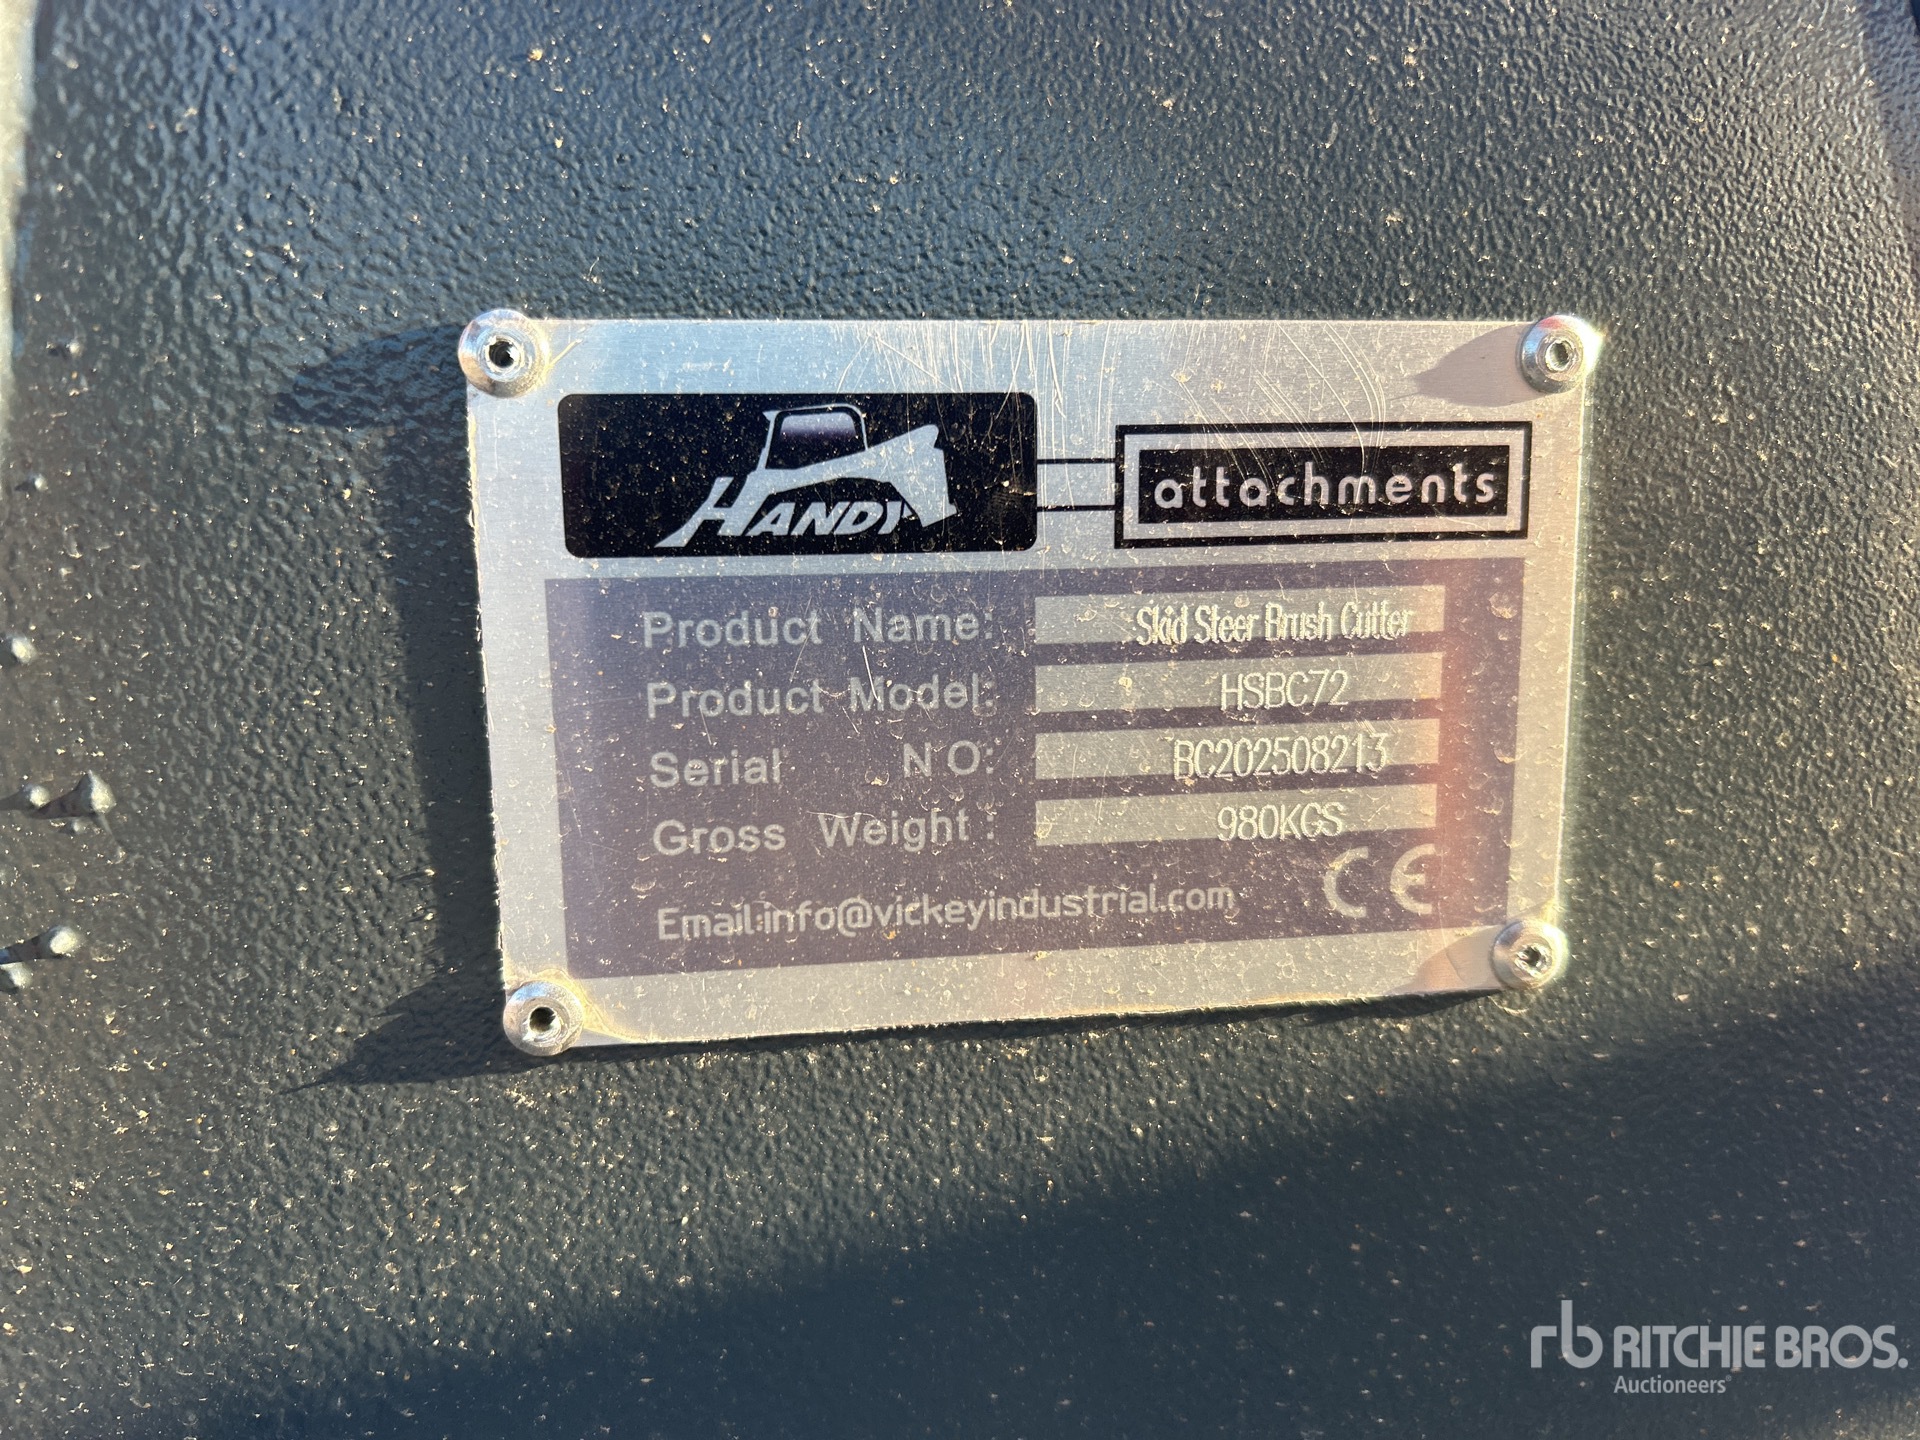 HANDY attachments
Product Name: Skid Steer Brush Cutter
Product Model: HSBC72
Serial NO: BC202508213
Gross Weight: 980KGS
Email:info@vickeyindustrial.com CE
rb RITCHIE BROS.
Auctioneers